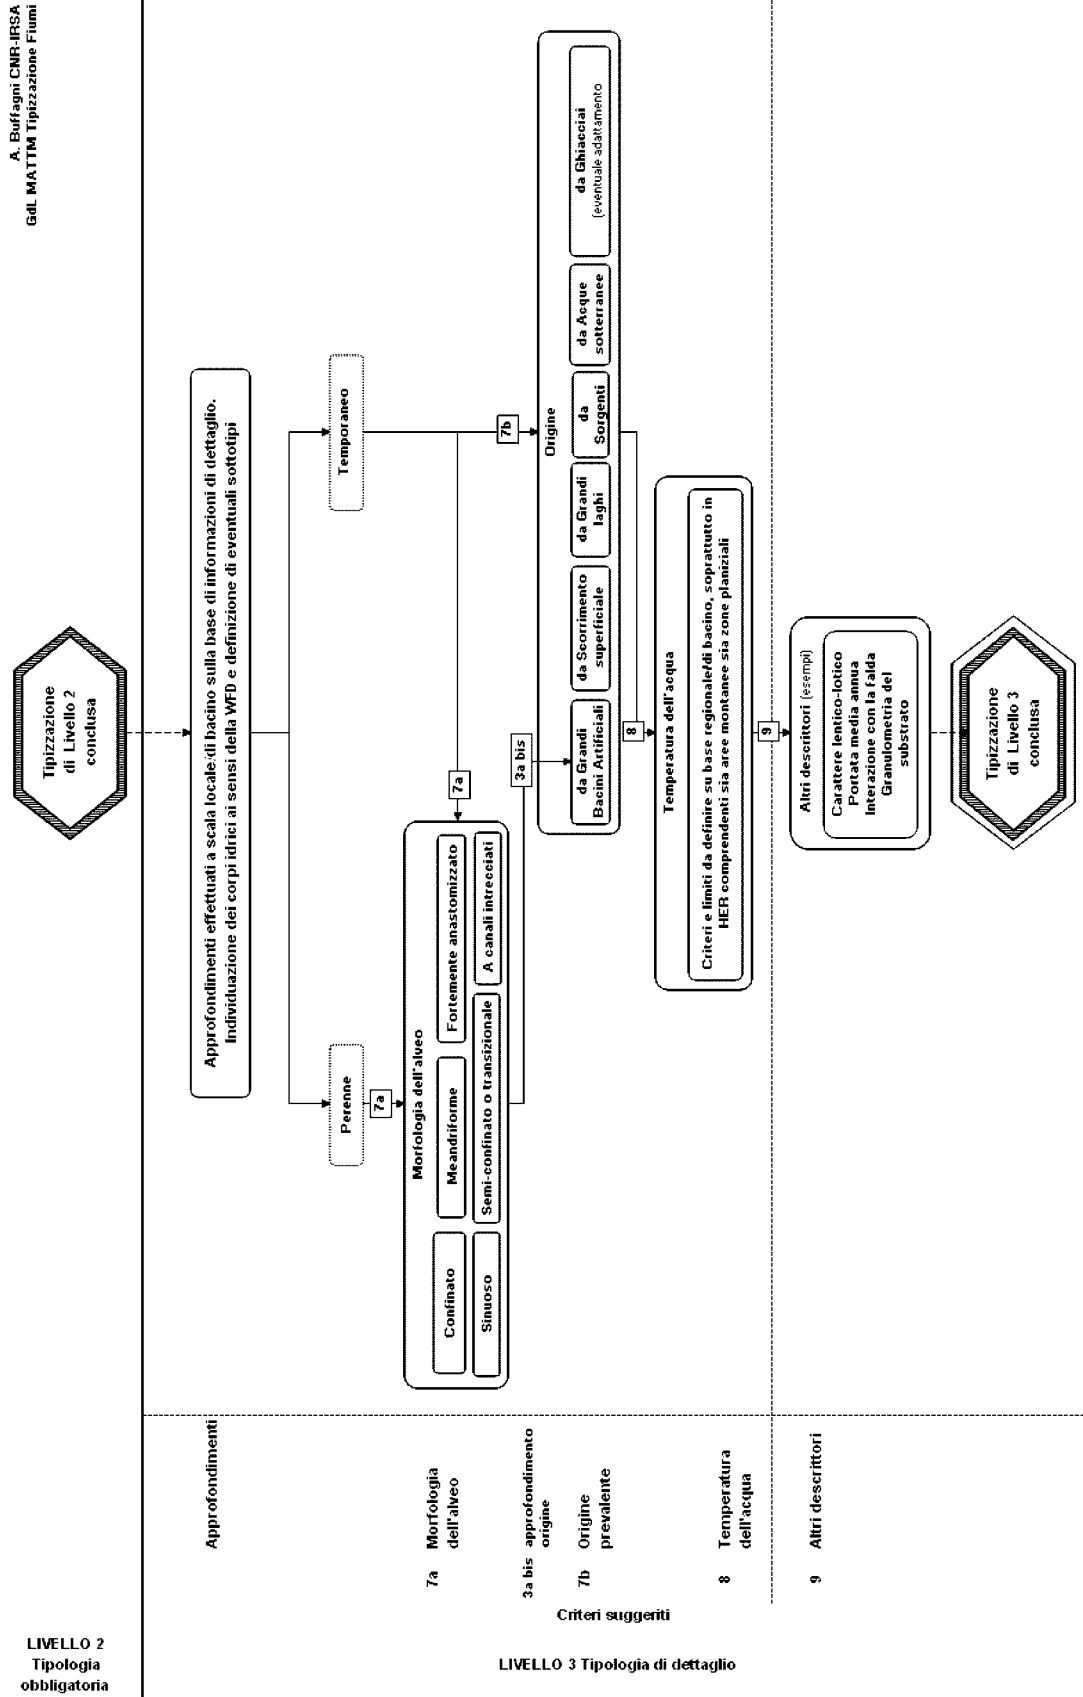 A. Buffagni CNR-IRSA
GdL MATTM Tipizzazione Fiumi
LIVELLO 2
Tipologia
obbligatoria
Tipizzazione
di Livello 2
conclusa
LIVELLO 3 Tipologia di dettaglio
Criteri suggeriti
Approfondimenti
Approfondimenti effettuati a scala locale/di bacino sulla base di informazioni di dettaglio.
Individuazione dei corpi idrici ai sensi della WFD e definizione di eventuali sottotipi
Perenne
Temporaneo
7a
7a
7a Morfologia
dell'alveo
Morfologia dell'alveo
Confinato
Meandriforme
Fortemente anastomizzato
Sinuoso
Semi-confinato o transizionale
A canali intrecciati
3a bis approfondimento
origine
3a bis
7b
7b Origine
prevalente
Origine
da Grandi
Bacini Artificiali
da Scorrimento
superficiale
da Grandi
laghi
da
Sorgenti
da Acque
sotterranee
da Ghiacciai
(eventuale adattamento)
8
8 Temperatura
dell'acqua
Temperatura dell'acqua
Criteri e limiti da definire su base regionale/di bacino, soprattutto in
HER comprendenti sia aree montane sia zone planiziali
9
9 Altri descrittori
Altri descrittori (esempi)
Carattere lentico-lotico
Portata media annua
Interazione con la falda
Granulometria del
substrato
Tipizzazione
di Livello 3
conclusa